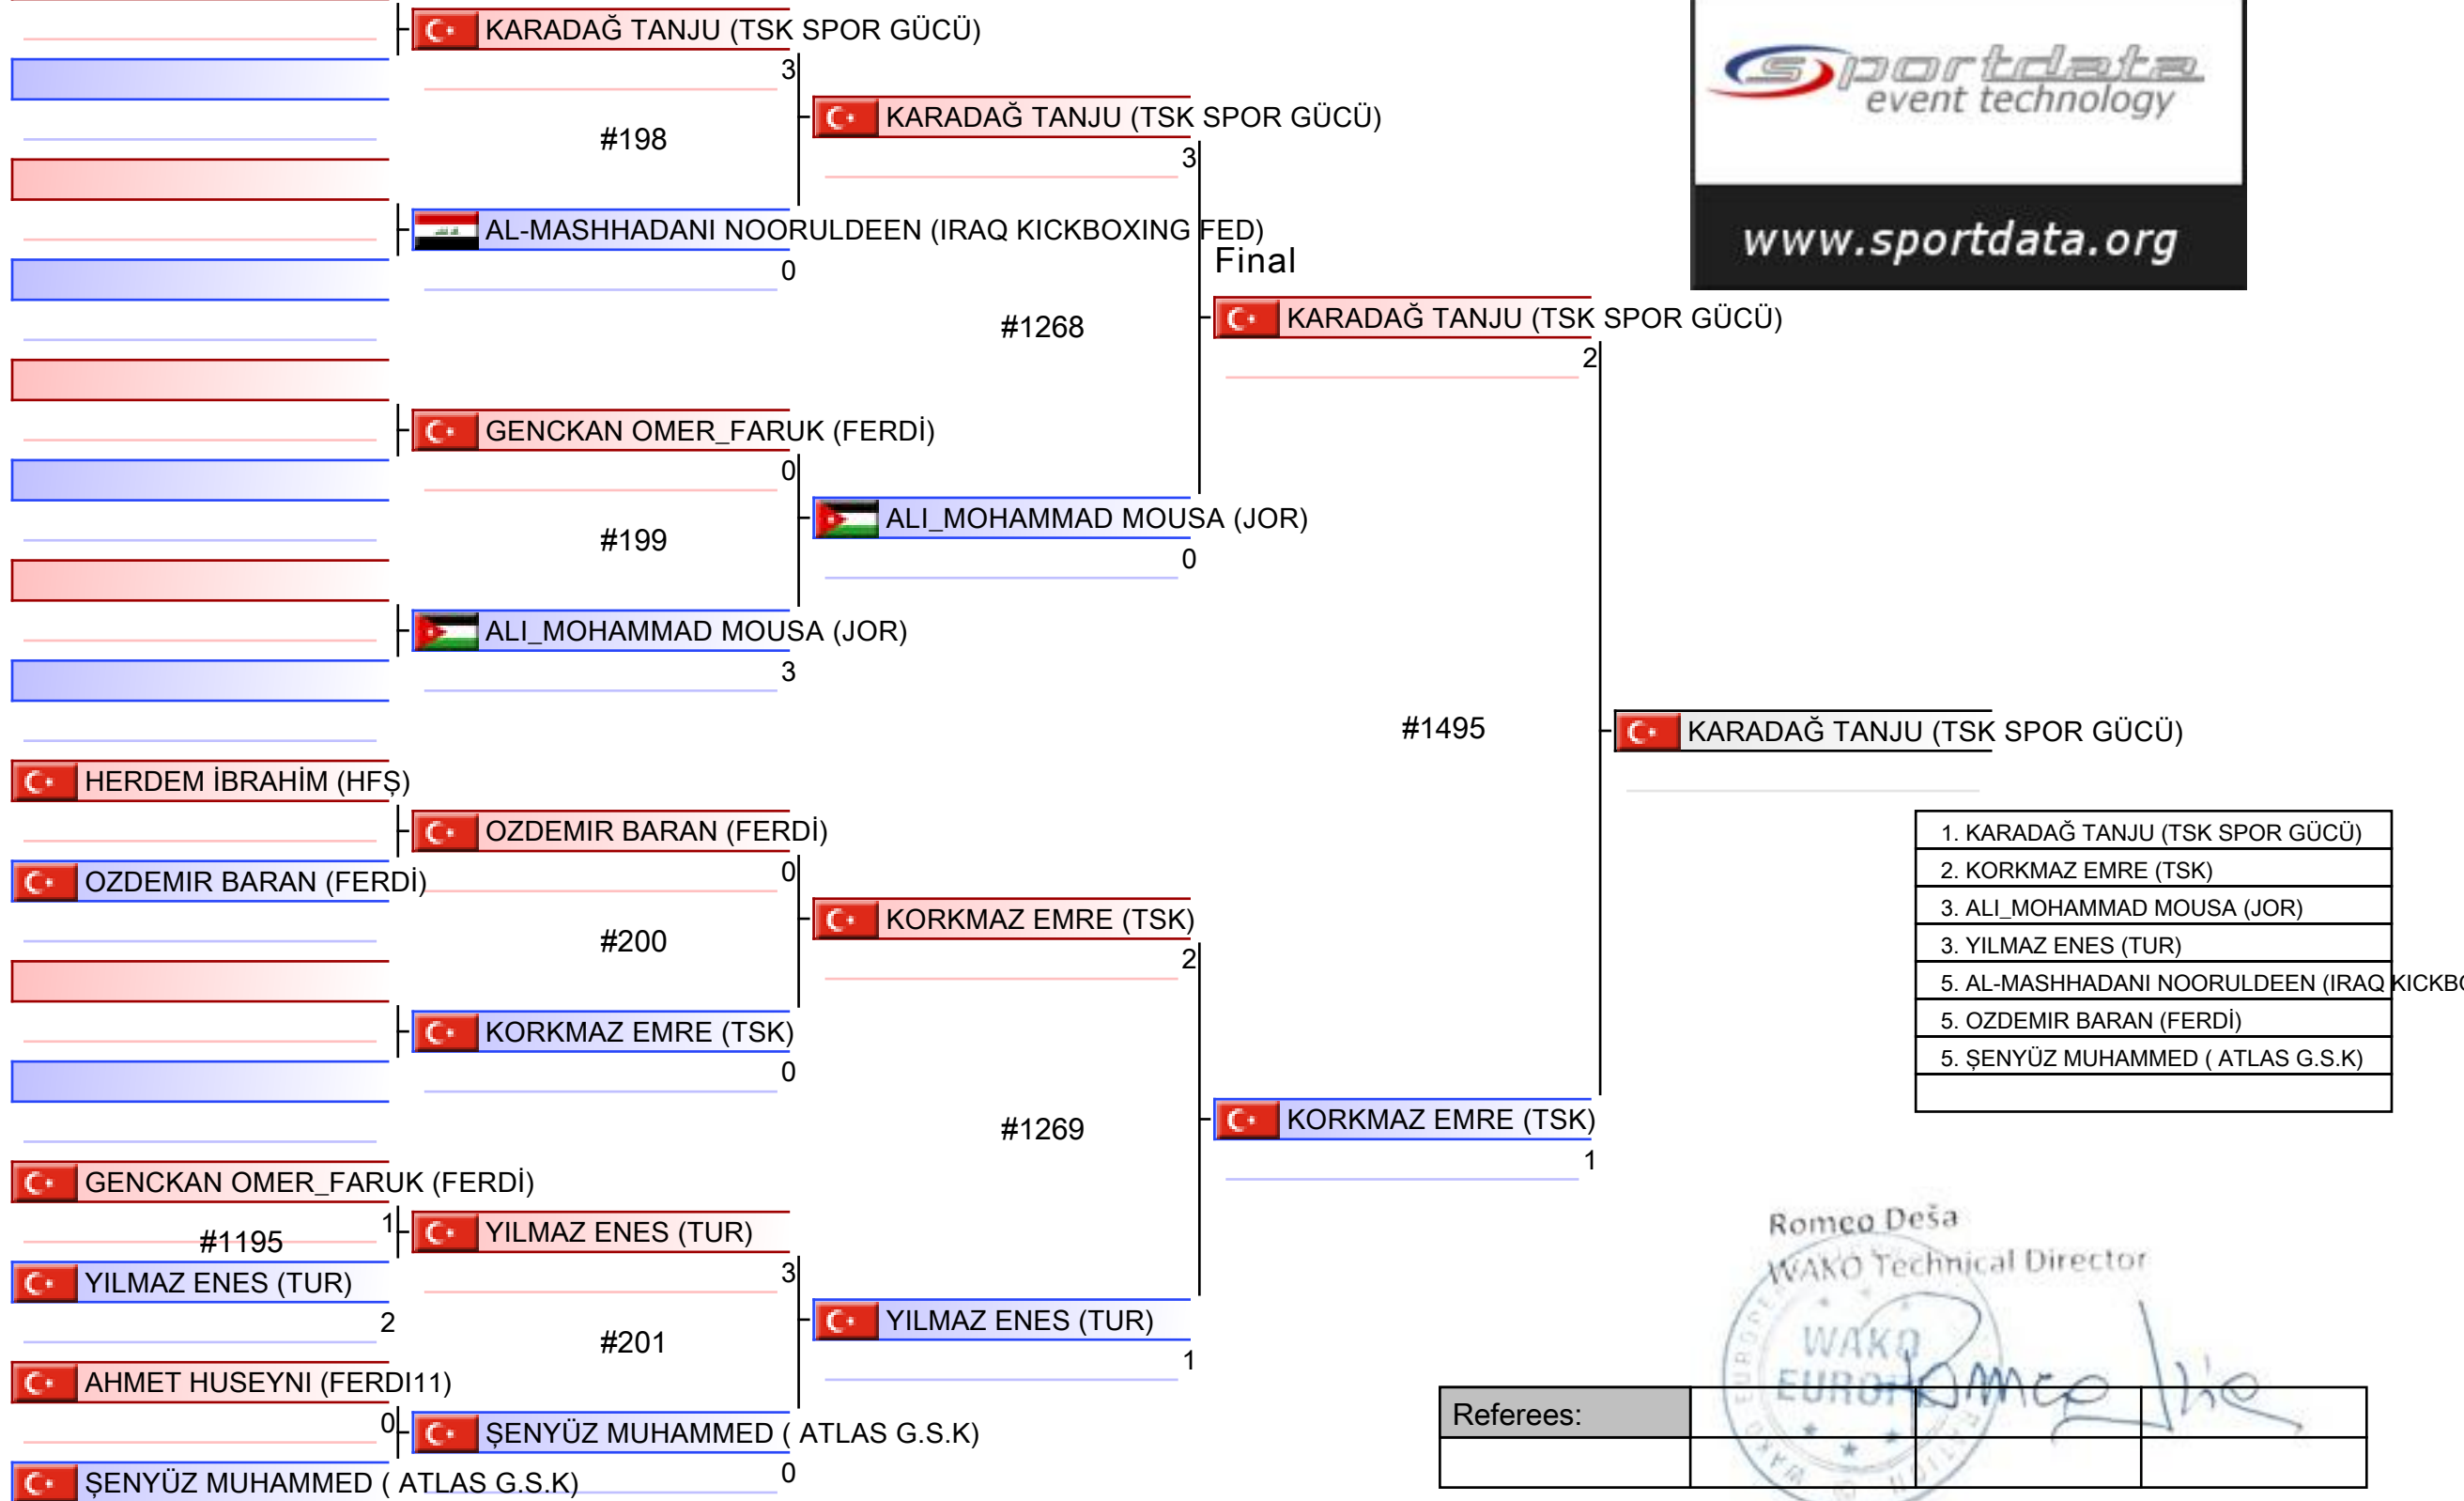 KARADAĞ TANJU (TSK SPOR GÜCÜ)
3
#198
AL-MASHHADANI NOORULDEEN (IRAQ KICKBOXING FED)
0
GENCKAN OMER_FARUK (FERDİ)
0
#199
ALI_MOHAMMAD MOUSA (JOR)
3
HERDEM İBRAHİM (HFŞ)
OZDEMIR BARAN (FERDİ)
OZDEMIR BARAN (FERDİ)
0
#200
KORKMAZ EMRE (TSK)
0
GENCKAN OMER_FARUK (FERDİ)
1
#1195
YILMAZ ENES (TUR)
2
YILMAZ ENES (TUR)
3
#201
AHMET HUSEYNI (FERDI11)
0
ŞENYÜZ MUHAMMED ( ATLAS G.S.K)
ŞENYÜZ MUHAMMED ( ATLAS G.S.K)
0
KARADAĞ TANJU (TSK SPOR GÜCÜ)
3
#1268
ALI_MOHAMMAD MOUSA (JOR)
0
KORKMAZ EMRE (TSK)
2
#1269
YILMAZ ENES (TUR)
1
Final
KARADAĞ TANJU (TSK SPOR GÜCÜ)
2
#1495
KORKMAZ EMRE (TSK)
1
KARADAĞ TANJU (TSK SPOR GÜCÜ)
sportdata
event technology
www.sportdata.org
1. KARADAĞ TANJU (TSK SPOR GÜCÜ)
2. KORKMAZ EMRE (TSK)
3. ALI_MOHAMMAD MOUSA (JOR)
3. YILMAZ ENES (TUR)
5. AL-MASHHADANI NOORULDEEN (IRAQ
5. OZDEMIR BARAN (FERDİ)
5. ŞENYÜZ MUHAMMED ( ATLAS G.S.K)
Romeo Deša
WAKO Technical Director
WAKO
EUROPE
Referees: